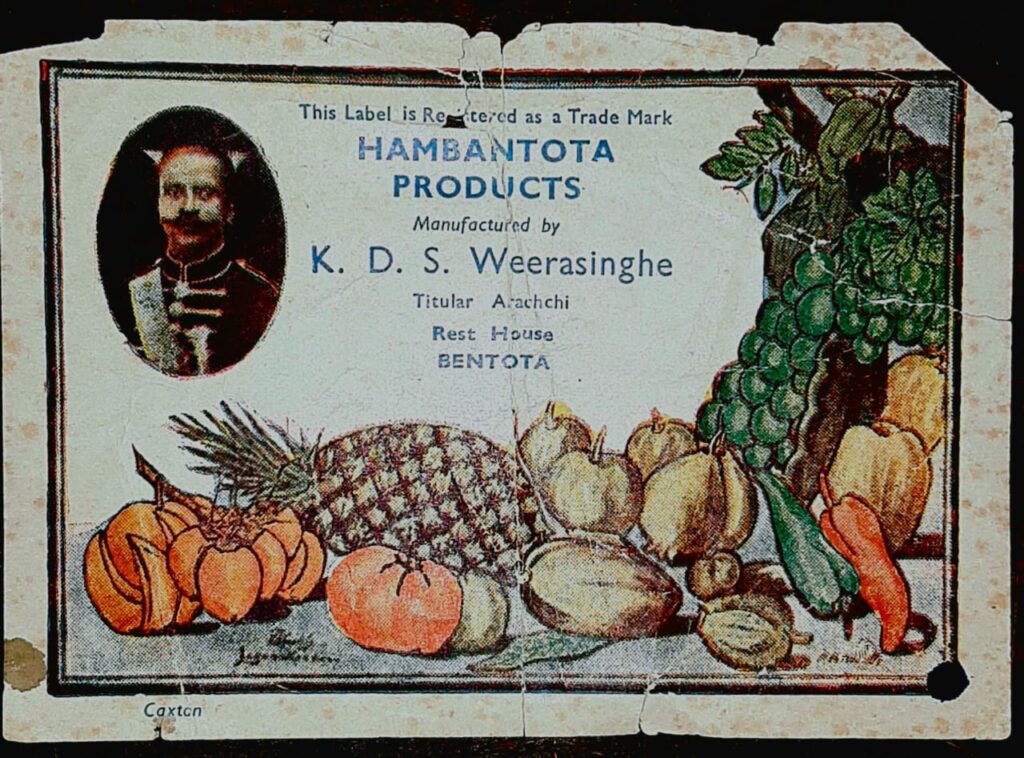 This Label is Registered as a Trade Mark
HAMBANTOTA
PRODUCTS
Manufactured by
K. D. S. Weerasinghe
Titular Arachchi
Rest House
BENTOTA
Caxton